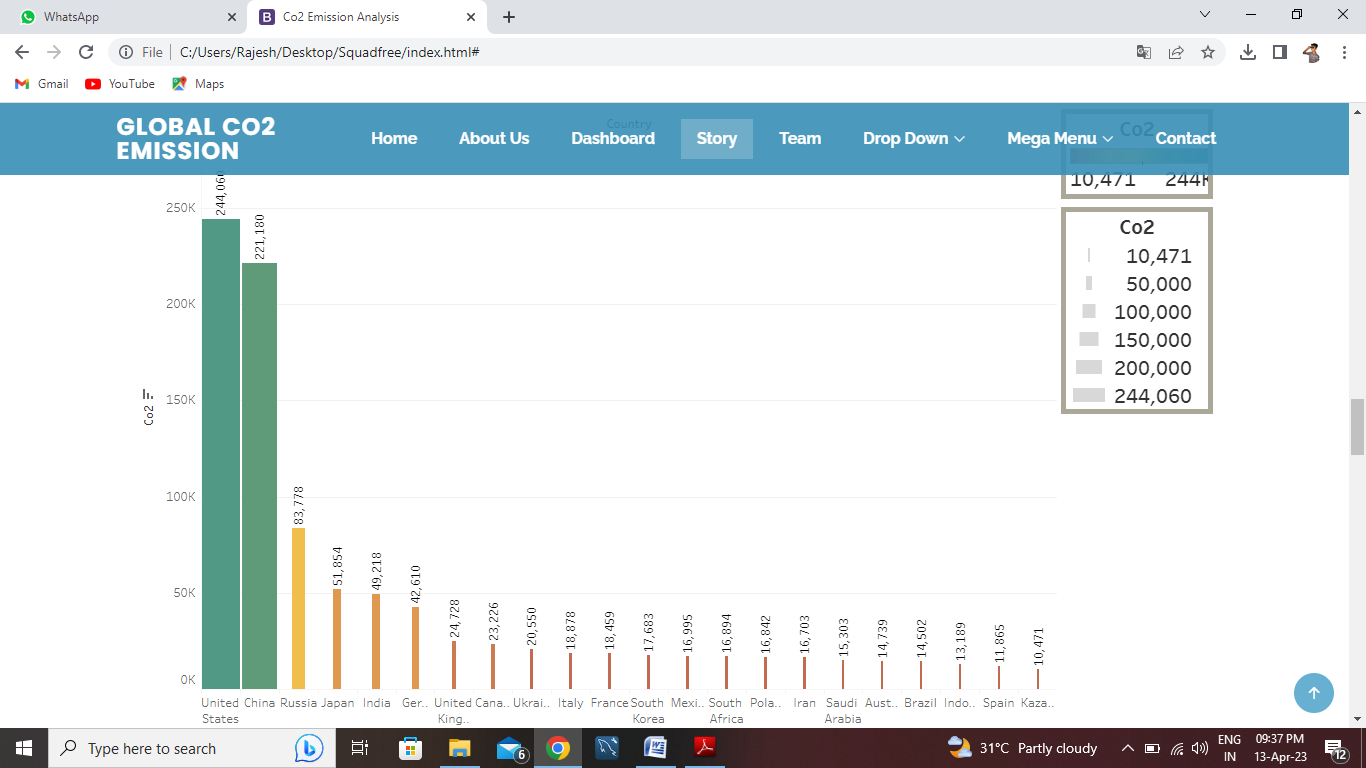 WhatsApp
Co2 Emission Analysis
File
C:/Users/Rajesh/Desktop/Squadfree/index.html#
Gmail
YouTube
Maps
GLOBAL CO2
EMISSION
Home
About Us
Dashboard
Story
Team
Drop Down
Mega Menu
Contact
Country
Co2
10,471
244K
Co2
10,471
50,000
100,000
150,000
200,000
244,060
Co2
250K
200K
150K
100K
50K
0K
244,060
221,180
83,778
51,854
49,218
42,610
24,728
23,226
20,550
18,878
18,459
17,683
16,995
16,894
16,842
16,703
15,303
14,739
14,502
13,189
11,865
10,471
United
States
China
Russia
Japan
India
Ger..
United
King..
Cana..
Ukrai..
Italy
France
South
Korea
Mexi..
South
Africa
Pola..
Iran
Saudi
Arabia
Aust..
Brazil
Indo..
Spain
Kaza..
Type here to search
6
31°C Partly cloudy
ENG
IN
09:37 PM
13-Apr-23
12